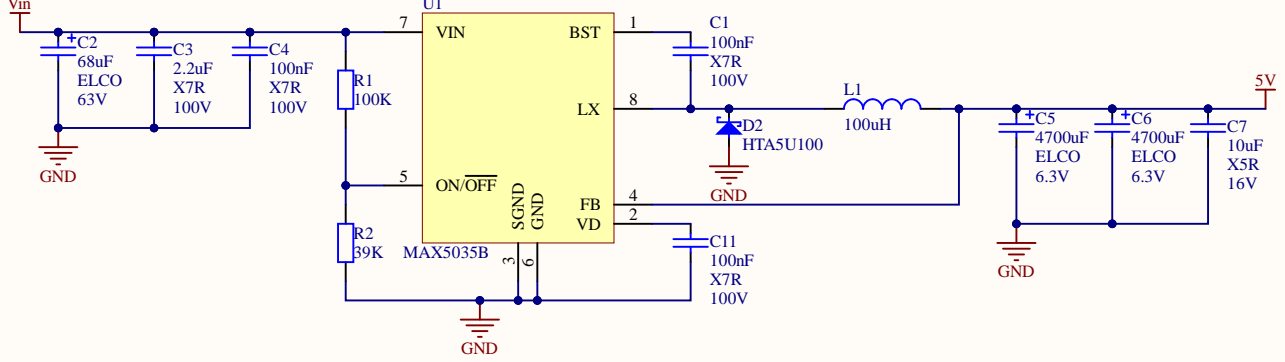 Vin
C2
68uF
ELCO
63V
C3
2.2uF
X7R
100V
C4
100nF
X7R
100V
GND
R1
100K
R2
39K
U1
7
VIN
BST
1
LX
8
5
ON/OFF
SGND
GND
FB
4
VD
2
MAX5035B
3
6
GND
C1
100nF
X7R
100V
D2
HTA5U100
GND
L1
100uH
C11
100nF
X7R
100V
5V
C5
4700uF
ELCO
6.3V
C6
4700uF
ELCO
6.3V
C7
10uF
X5R
16V
GND